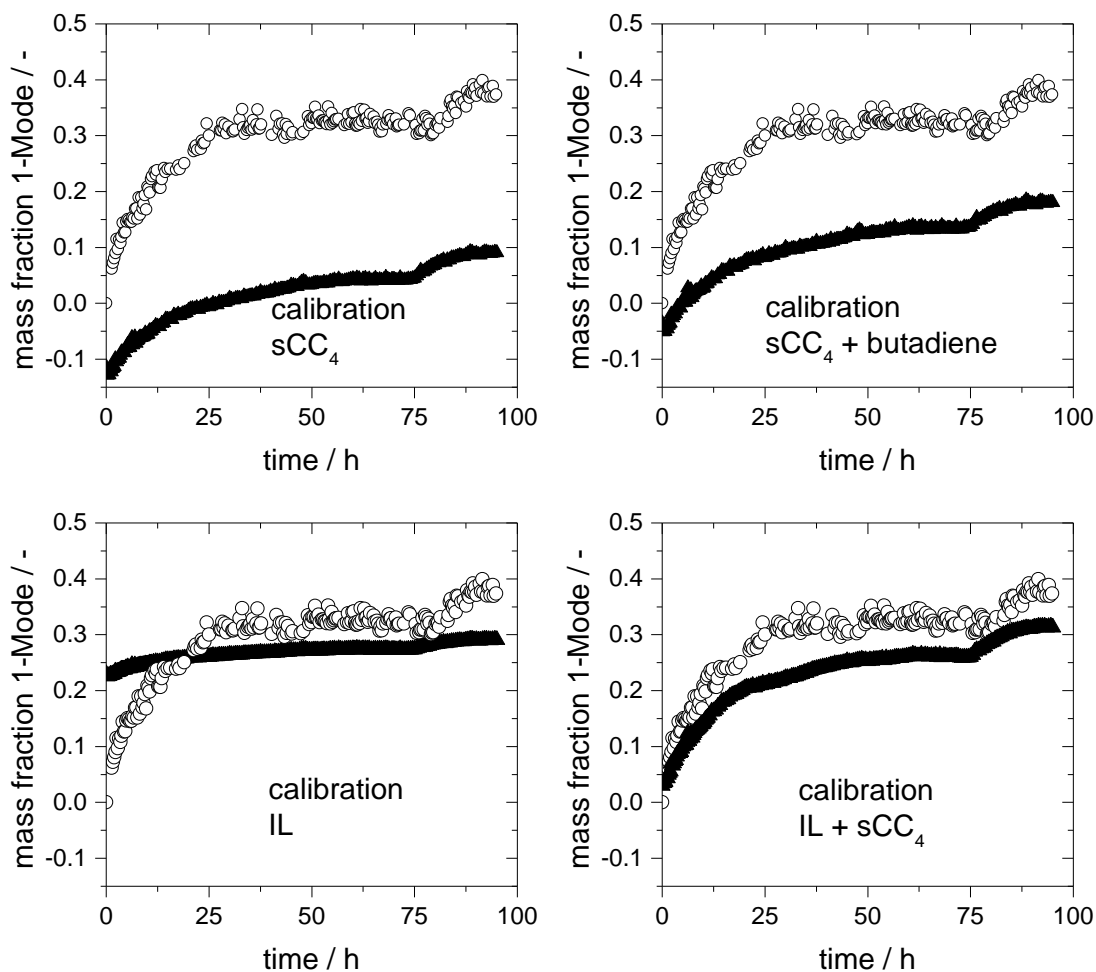 0.5
0.4
0.3
0.2
0.1
0.0
-0.1
mass fraction 1-Mode / -
calibration
sCC₄
0 25 50 75 100
time / h
0.5
0.4
0.3
0.2
0.1
0.0
-0.1
mass fraction 1-Mode / -
calibration
sCC₄ + butadiene
0 25 50 75 100
time / h
0.5
0.4
0.3
0.2
0.1
0.0
-0.1
mass fraction 1-Mode / -
calibration
IL
0 25 50 75 100
time / h
0.5
0.4
0.3
0.2
0.1
0.0
-0.1
mass fraction 1-Mode / -
calibration
IL + sCC₄
0 25 50 75 100
time / h